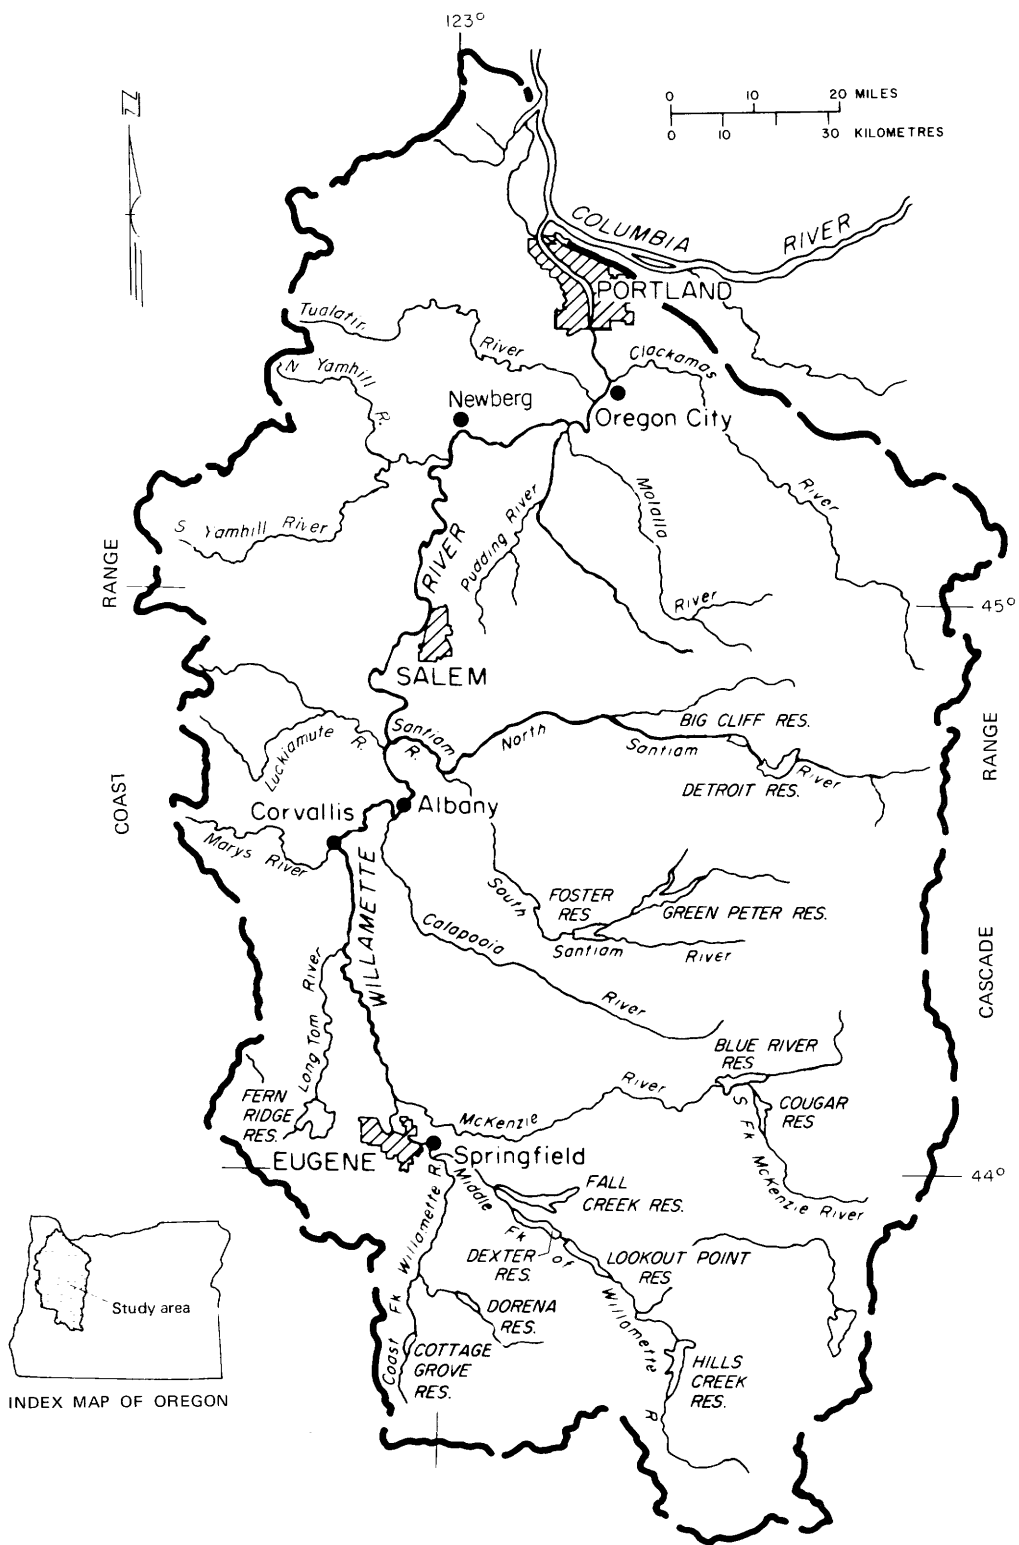 123°
0 10 20 MILES
0 10 30 KILOMETRES
COLUMBIA RIVER
PORTLAND
Tualatin River
Clackamas River
N Yamhill R.
Newberg
Oregon City
Molalla River
Pudding River
S Yamhill River
RIVER
45°
COAST RANGE
SALEM
Luckiamute R.
Santiam R.
North Santiam River
BIG CLIFF RES.
DETROIT RES.
CASCADE RANGE
Corvallis
Albany
Marys River
WILLAMETTE
South Santiam River
FOSTER
RES
GREEN PETER RES.
Calapooia River
Long Tom River
BLUE RIVER
RES
McKenzie River
COUGAR
RES
S Fk McKenzie River
FERN
RIDGE
RES.
EUGENE
Springfield
44°
FALL
CREEK RES.
Middle Fk of Willamette R
DEXTER
RES.
LOOKOUT POINT
RES
Coast Fk Willamette R
DORENA
RES.
COTTAGE
GROVE
RES.
HILLS
CREEK
RES.
Study area
INDEX MAP OF OREGON